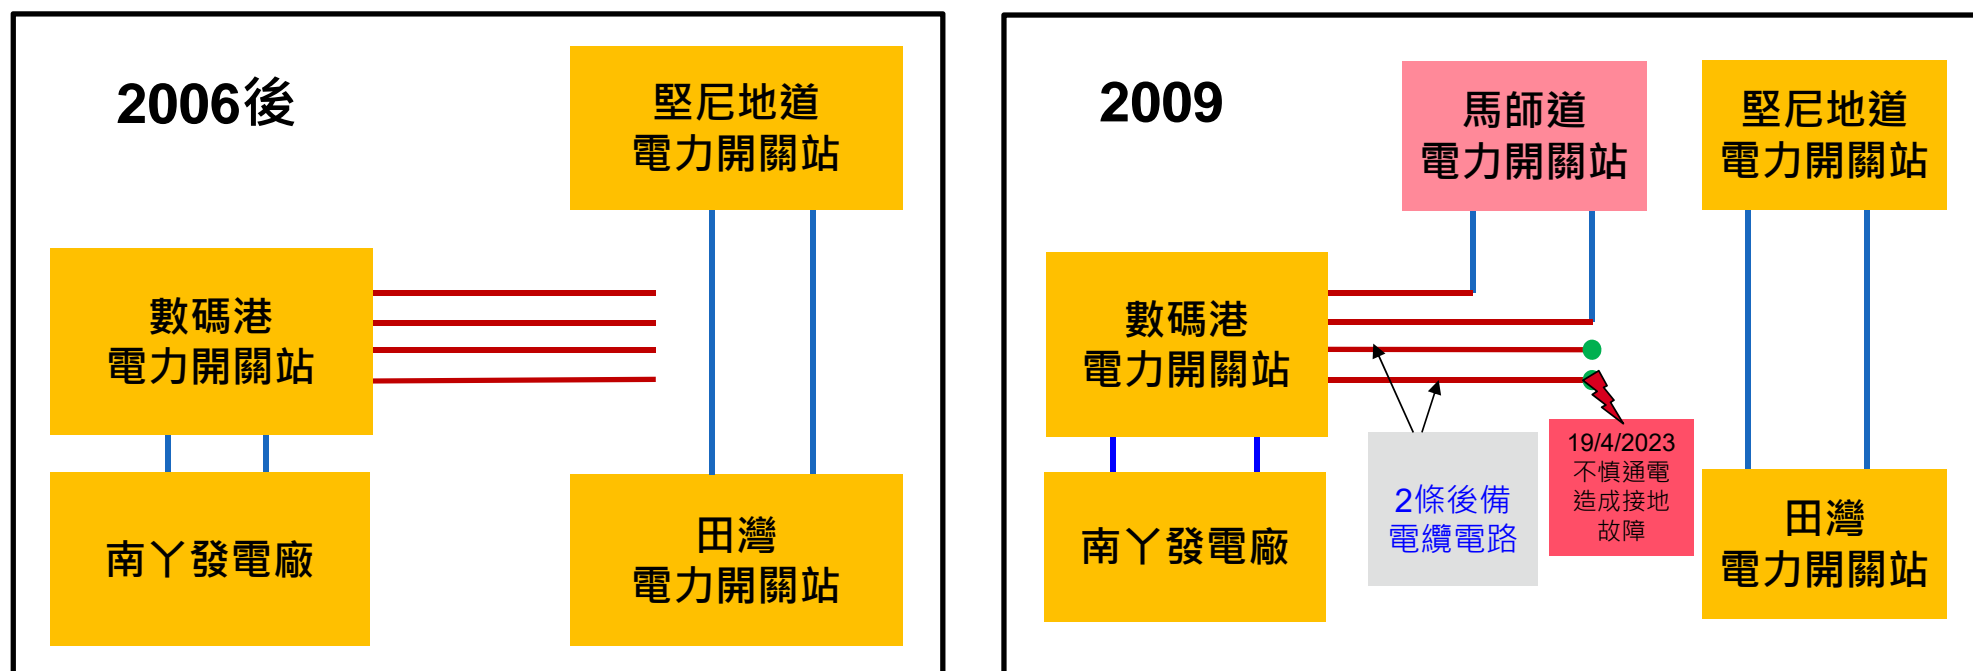 2006後
堅尼地道
電力開關站
數碼港
電力開關站
南丫發電廠
田灣
電力開關站
2009
馬師道
電力開關站
堅尼地道
電力開關站
數碼港
電力開關站
南丫發電廠
2條後備
電纜電路
19/4/2023
不慎通電
造成接地
故障
田灣
電力開關站